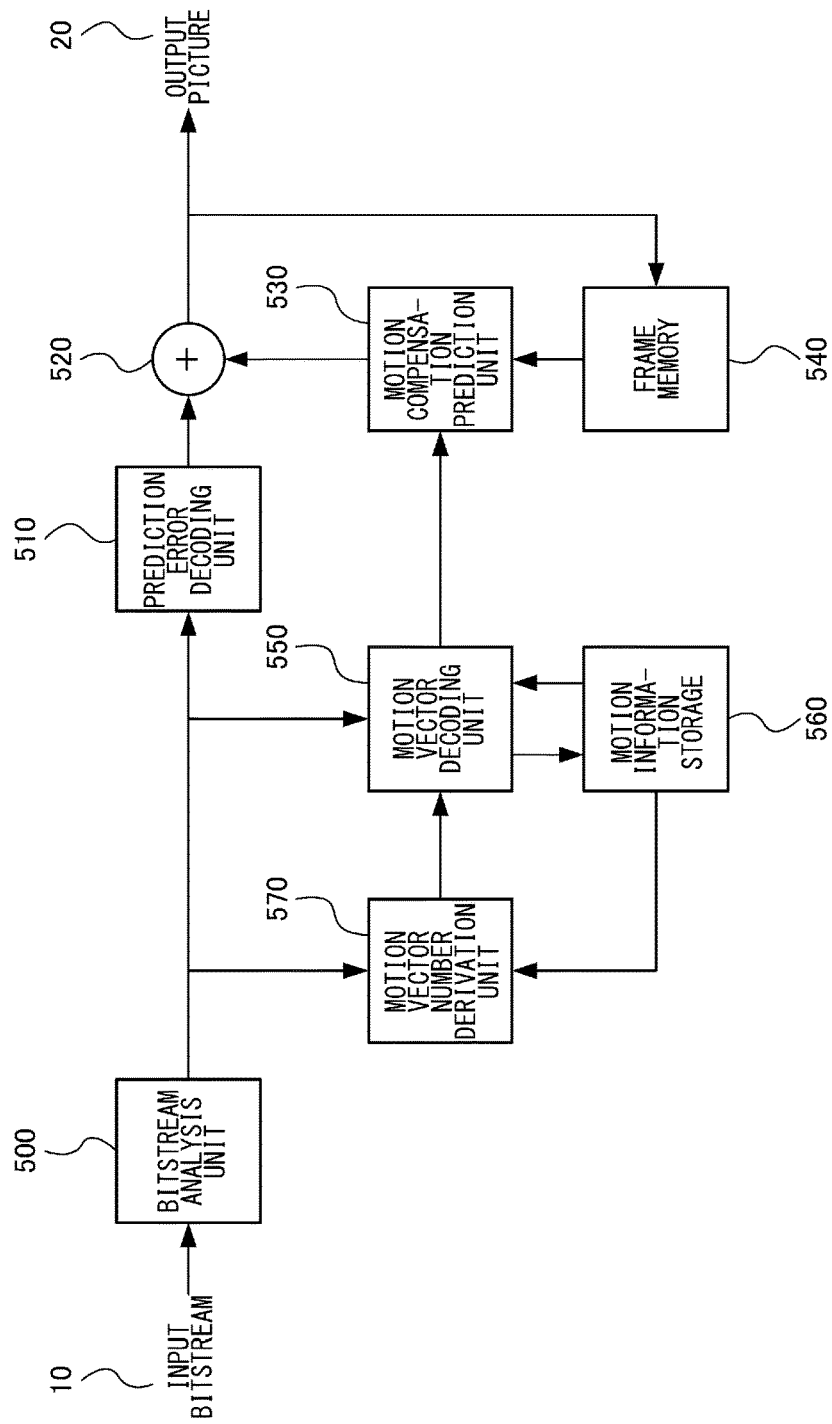 10
INPUT
BITSTREAM
500
BITSTREAM
ANALYSIS
UNIT
510
PREDICTION
ERROR
DECODING
UNIT
520
+
20
OUTPUT
PICTURE
570
MOTION
VECTOR
NUMBER
DERIVATION
UNIT
550
MOTION
VECTOR
DECODING
UNIT
530
MOTION
COMPENSA-
TION
PREDICTION
UNIT
MOTION
INFORMA-
TION
STORAGE
560
FRAME
MEMORY
540